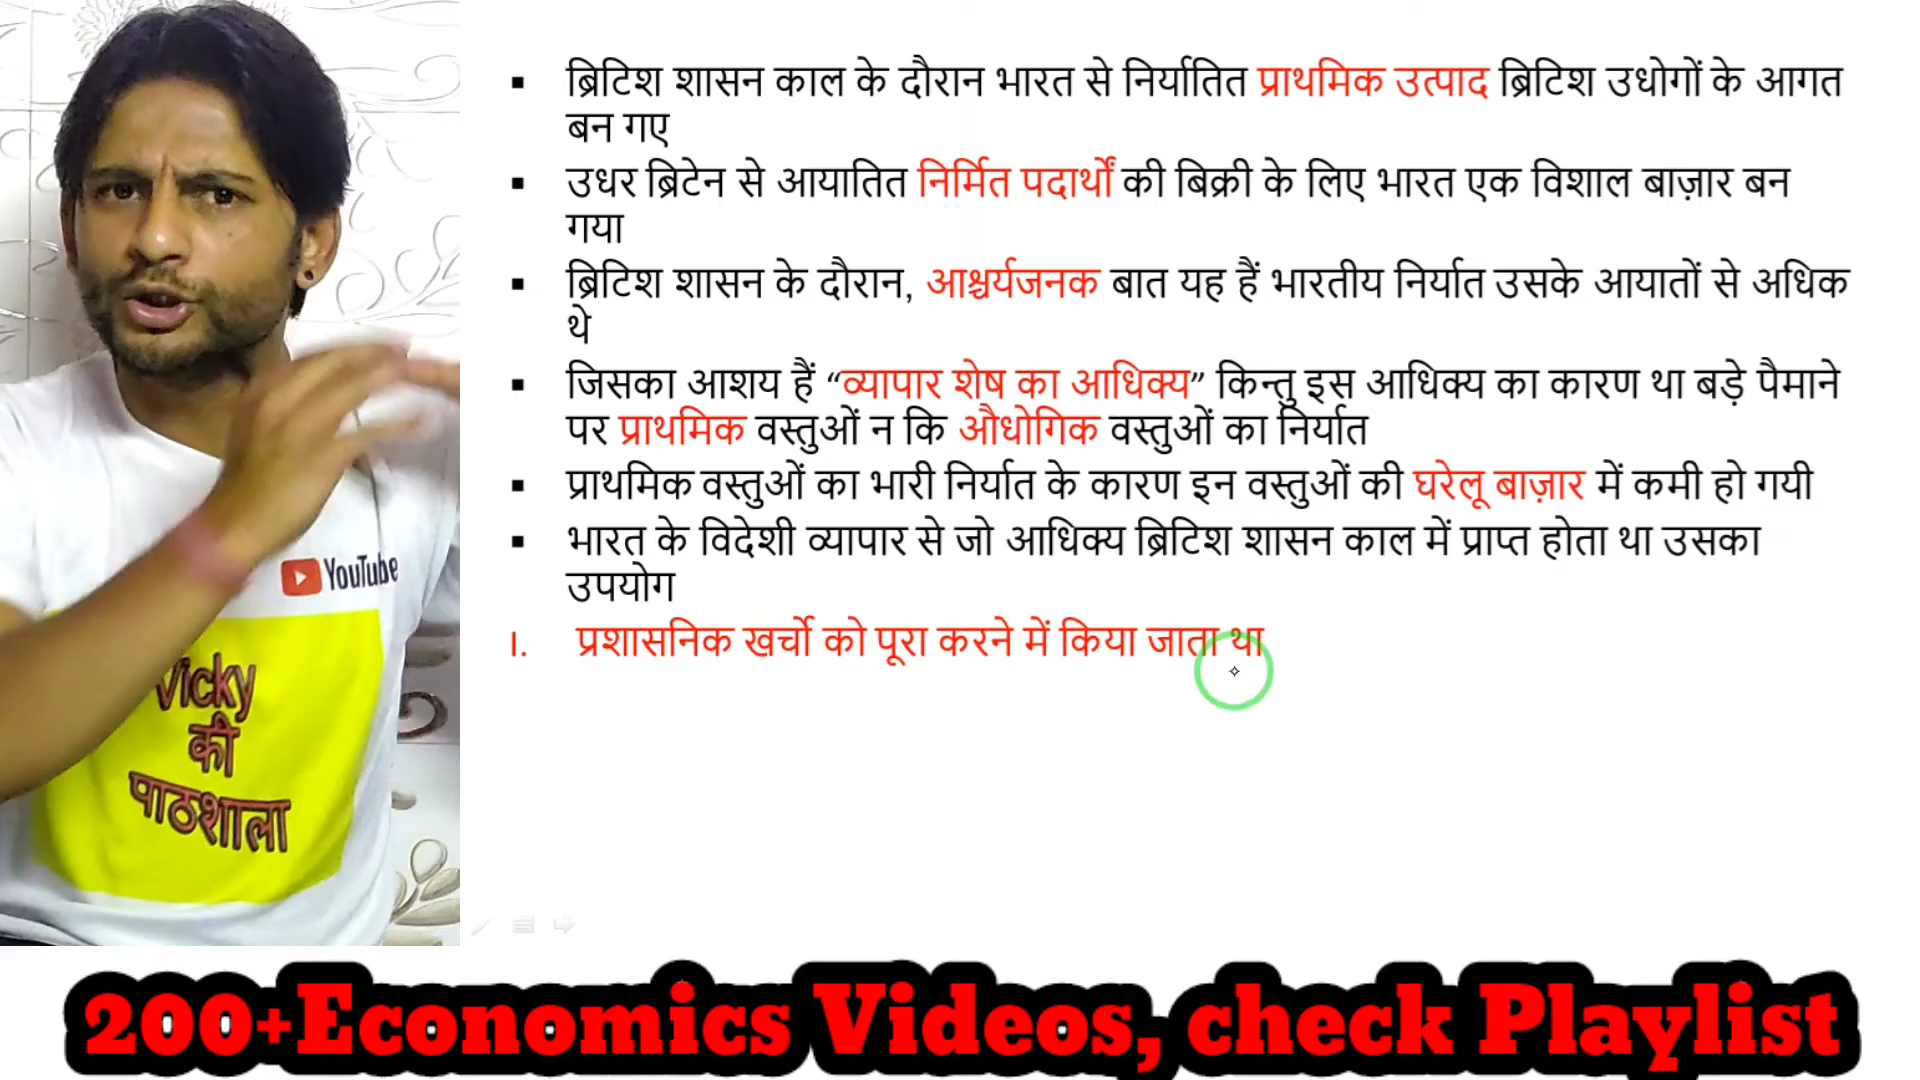 ▪ ब्रिटिश शासन काल के दौरान भारत से निर्यातित प्राथमिक उत्पाद ब्रिटिश उधोगों के आगत
बन गए
▪ उधर ब्रिटेन से आयातित निर्मित पदार्थों की बिक्री के लिए भारत एक विशाल बाज़ार बन
गया
▪ ब्रिटिश शासन के दौरान, आश्चर्यजनक बात यह हैं भारतीय निर्यात उसके आयातों से अधिक
थे
▪ जिसका आशय हैं “व्यापार शेष का आधिक्य” किन्तु इस आधिक्य का कारण था बड़े पैमाने
पर प्राथमिक वस्तुओं न कि औधोगिक वस्तुओं का निर्यात
▪ प्राथमिक वस्तुओं का भारी निर्यात के कारण इन वस्तुओं की घरेलू बाज़ार में कमी हो गयी
▪ भारत के विदेशी व्यापार से जो आधिक्य ब्रिटिश शासन काल में प्राप्त होता था उसका
उपयोग
I. प्रशासनिक खर्चो को पूरा करने में किया जाता था
YouTube
Vicky
की
पाठशाला
200+Economics Videos, check Playlist